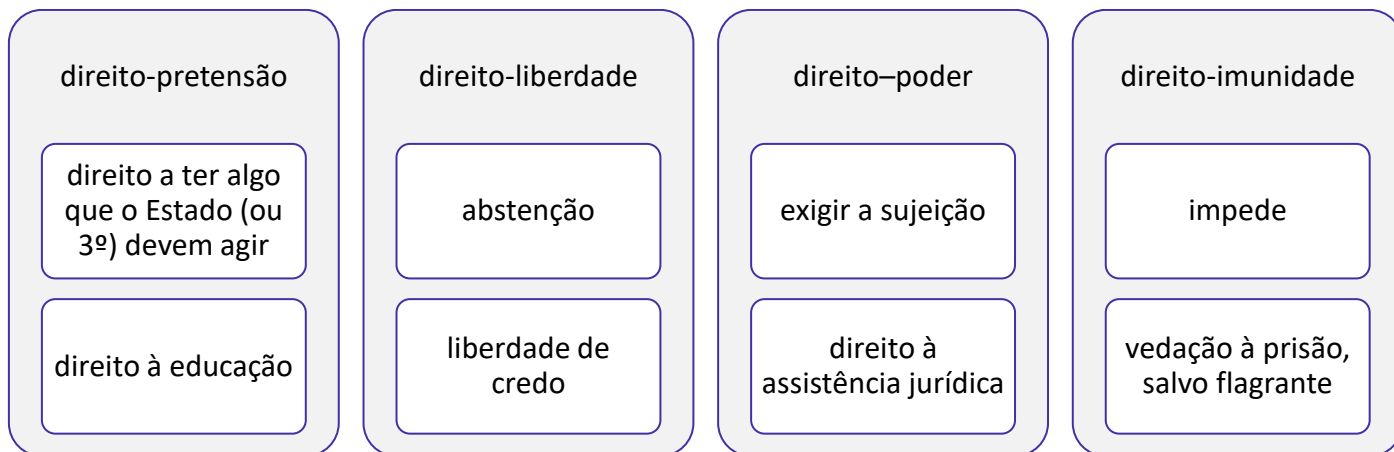 direito-pretensão
direito a ter algo
que o Estado (ou
3º) devem agir
direito à educação
direito-liberdade
abstenção
liberdade de
credo
direito–poder
exigir a sujeição
direito à
assistência jurídica
direito-imunidade
impede
vedação à prisão,
salvo flagrante